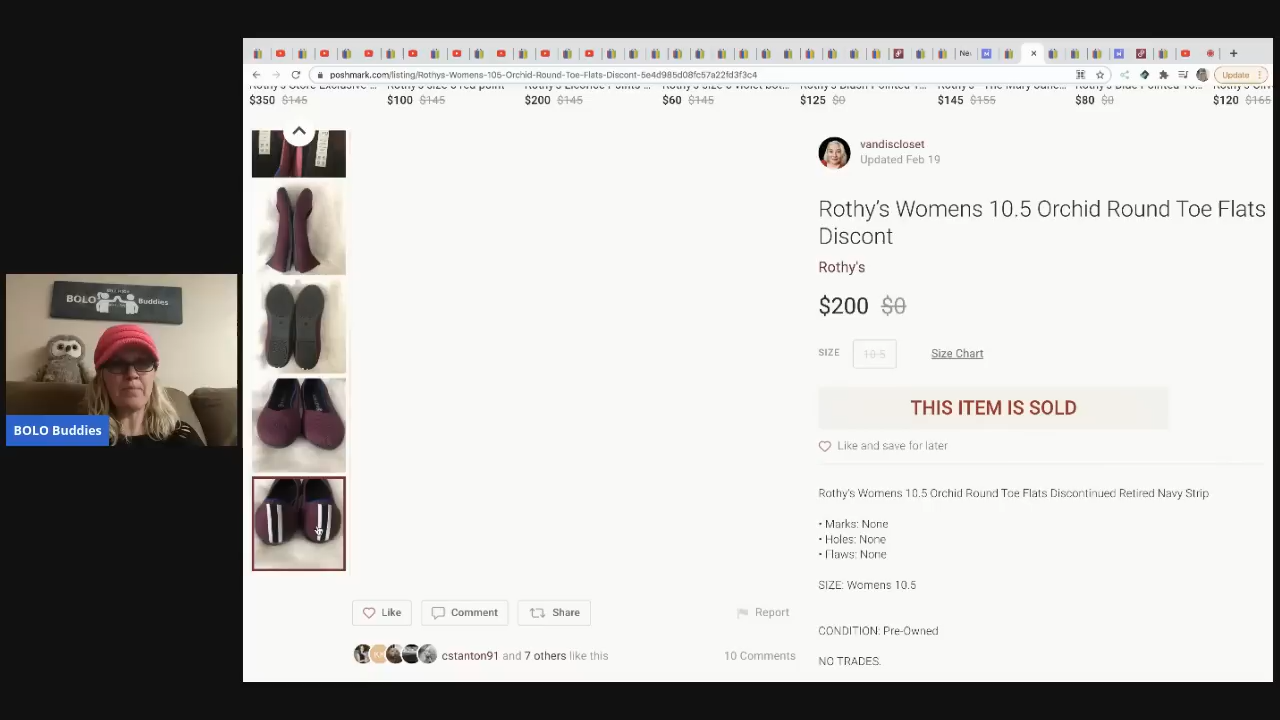 Update
poshmark.com/listing/Rothys-Womens-105-Orchid-Round-Toe-Flats-Discont-5e4d985d08fc57a22fd3f3c4
$350 $145
$100 $145
$200 $145
$60 $145
$125 $0
$145 $155
$80 $0
$120 $165
vandiscloset
Updated Feb 19
Rothy's Womens 10.5 Orchid Round Toe Flats
Discont
Rothy's
$200 $0
SIZE 10.5 Size Chart
THIS ITEM IS SOLD
Like and save for later
Rothy's Womens 10.5 Orchid Round Toe Flats Discontinued Retired Navy Strip
• Marks: None
• Holes: None
• Flaws: None
SIZE: Womens 10.5
CONDITION: Pre-Owned
NO TRADES.
Like Comment Share Report
cstanton91 and 7 others like this 10 Comments
BOLO Buddies
BOLO Buddies